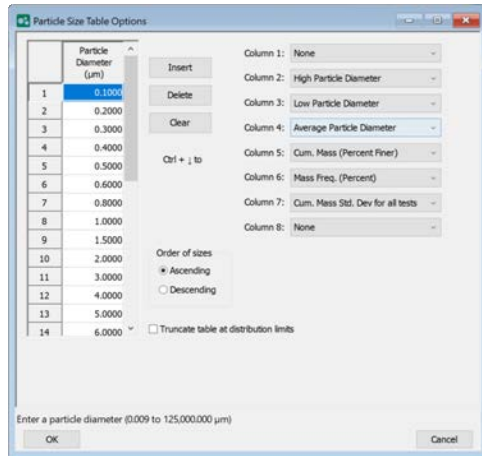 Particle Size Table Options
Particle
Diameter
(µm)
1 0.1000
2 0.2000
3 0.3000
4 0.4000
5 0.5000
6 0.6000
7 0.8000
8 1.0000
9 1.5000
10 2.0000
11 3.0000
12 4.0000
13 5.0000
14 6.0000
Insert
Delete
Clear
Ctrl + ↓ to
Order of sizes
Ascending
Descending
Truncate table at distribution limits
Column 1: None
Column 2: High Particle Diameter
Column 3: Low Particle Diameter
Column 4: Average Particle Diameter
Column 5: Cum. Mass (Percent Finer)
Column 6: Mass Freq. (Percent)
Column 7: Cum. Mass Std. Dev for all tests
Column 8: None
Enter a particle diameter (0.009 to 125,000.000 µm)
OK
Cancel